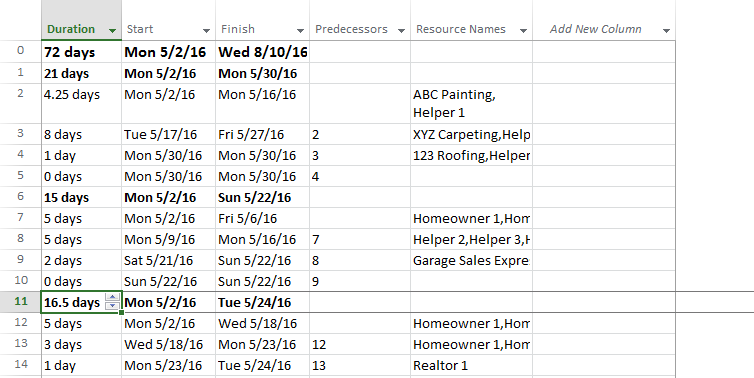 Duration Start Finish Predecessors Resource Names Add New Column
0 72 days Mon 5/2/16 Wed 8/10/16
1 21 days Mon 5/2/16 Mon 5/30/16
2 4.25 days Mon 5/2/16 Mon 5/16/16 ABC Painting,
Helper 1
3 8 days Tue 5/17/16 Fri 5/27/16 2 XYZ Carpeting,Help
4 1 day Mon 5/30/16 Mon 5/30/16 3 123 Roofing,Helper
5 0 days Mon 5/30/16 Mon 5/30/16 4
6 15 days Mon 5/2/16 Sun 5/22/16
7 5 days Mon 5/2/16 Fri 5/6/16 Homeowner 1,Hom
8 5 days Mon 5/9/16 Mon 5/16/16 7 Helper 2,Helper 3,H
9 2 days Sat 5/21/16 Sun 5/22/16 8 Garage Sales Expre
10 0 days Sun 5/22/16 Sun 5/22/16 9
11 16.5 days Mon 5/2/16 Tue 5/24/16
12 5 days Mon 5/2/16 Wed 5/18/16 Homeowner 1,Hom
13 3 days Wed 5/18/16 Mon 5/23/16 12 Homeowner 1,Hom
14 1 day Mon 5/23/16 Tue 5/24/16 13 Realtor 1